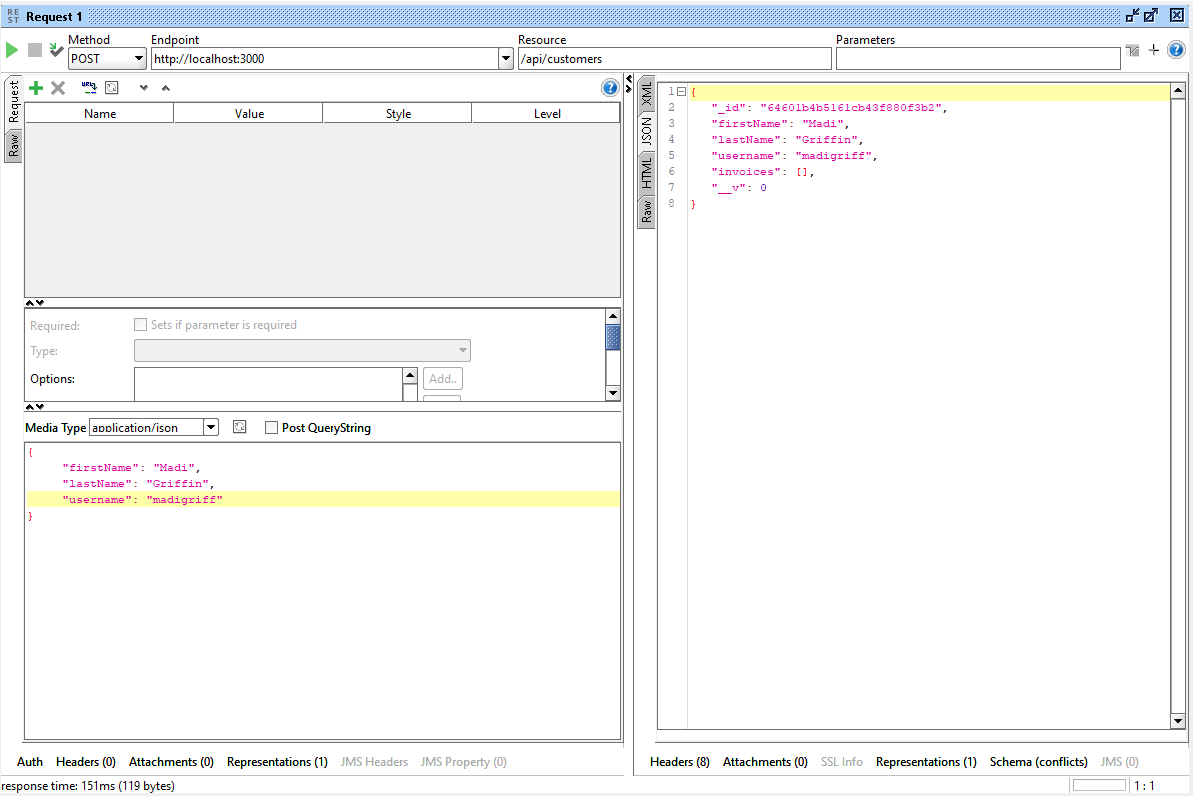 RE ST Request 1
Method Endpoint Resource Parameters
POST http://localhost:3000 /api/customers
Request
Raw
Name Value Style Level
Required: Sets if parameter is required
Type:
Options: Add..
Media Type application/json Post QueryString
{
"firstName": "Madi",
"lastName": "Griffin",
"username": "madigriff"
}
Auth Headers (0) Attachments (0) Representations (1) JMS Headers JMS Property (0)
XML
JSON
HTML
Raw
1 {
2 "_id": "64601b4b5161cb43f880f3b2",
3 "firstName": "Madi",
4 "lastName": "Griffin",
5 "username": "madigriff",
6 "invoices": [],
7 "__v": 0
8 }
Headers (8) Attachments (0) SSL Info Representations (1) Schema (conflicts) JMS (0)
response time: 151ms (119 bytes) 1 : 1